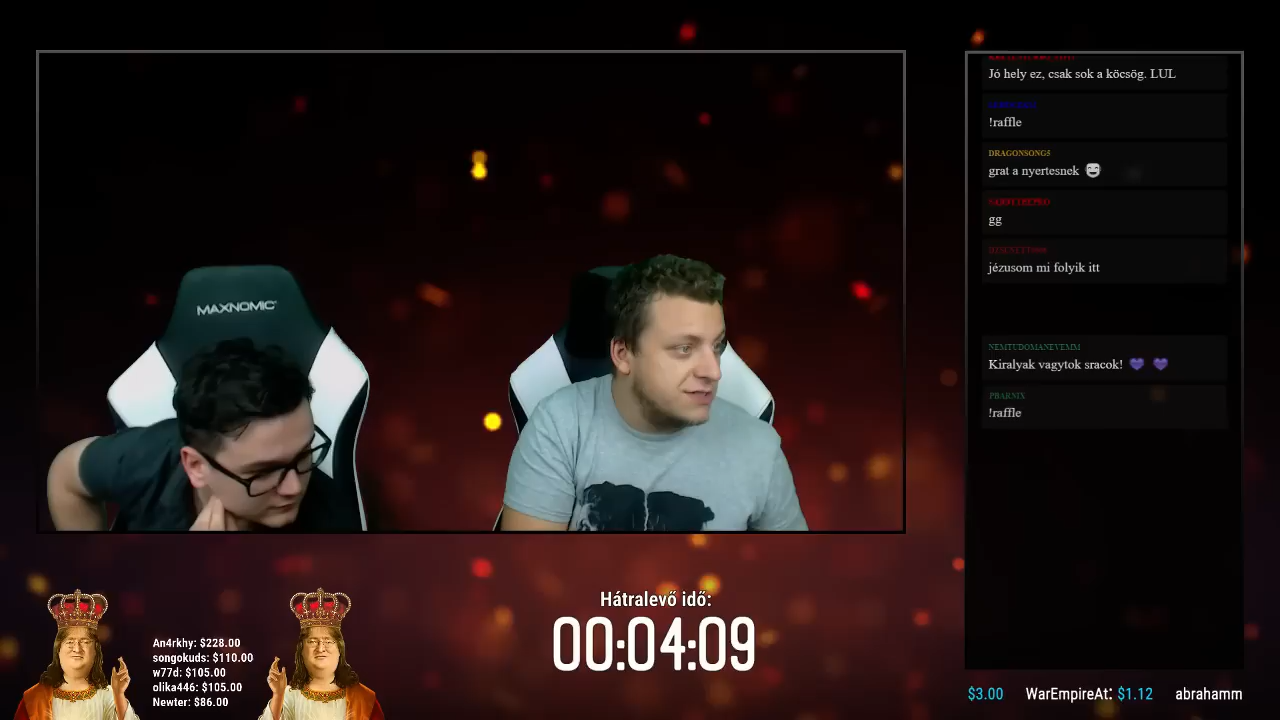 MAXNOMIC
Jó hely ez, csak sok a köcsög. LUL
!raffle
DRAGONSONG5
grat a nyertesnek
gg
jézusom mi folyik itt
NEMTUDOMANEVEMM
Kiralyak vagytok sracok!
PBARNIX
!raffle
An4rkhy: $228.00
songokuds: $110.00
w77d: $105.00
olika446: $105.00
Newter: $86.00
Hátralevő idő:
00:04:09
$3.00 WarEmpireAt: $1.12 abrahamm